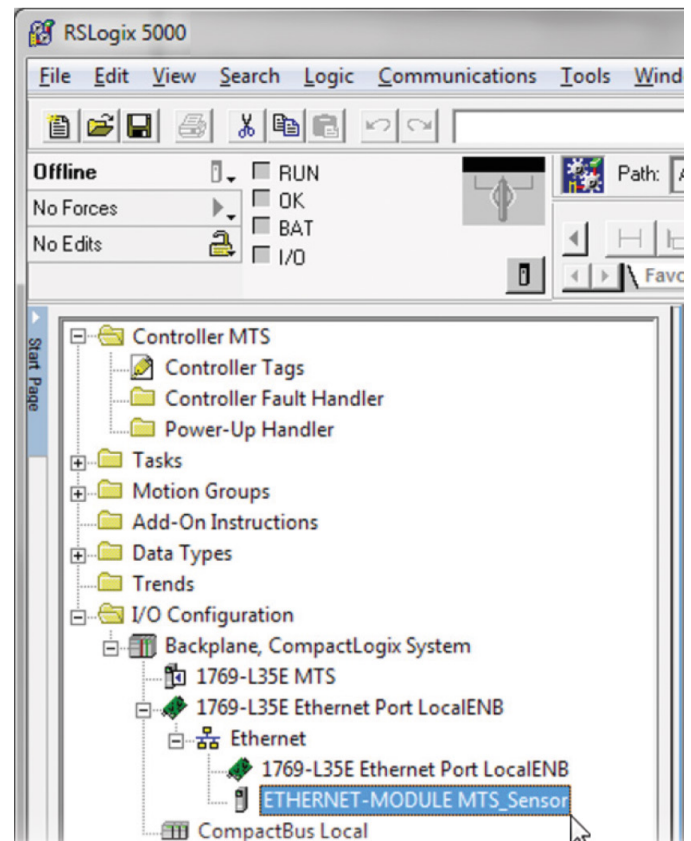 RSLogix 5000
File Edit View Search Logic Communications Tools Wind
Offline RUN Path: A
No Forces OK
No Edits BAT
I/O
Favo
Start Page
Controller MTS
Controller Tags
Controller Fault Handler
Power-Up Handler
Tasks
Motion Groups
Add-On Instructions
Data Types
Trends
I/O Configuration
Backplane, CompactLogix System
1769-L35E MTS
1769-L35E Ethernet Port LocalENB
Ethernet
1769-L35E Ethernet Port LocalENB
ETHERNET-MODULE MTS_Sensor
CompactBus Local